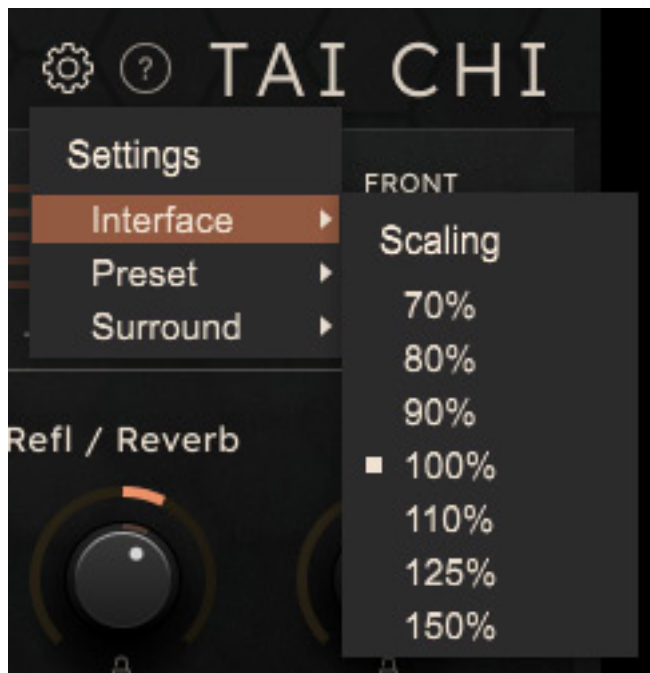 ? TAI CHI
Settings
FRONT
Interface
Preset
Surround
Scaling
70%
80%
90%
100%
110%
125%
150%
Refl / Reverb